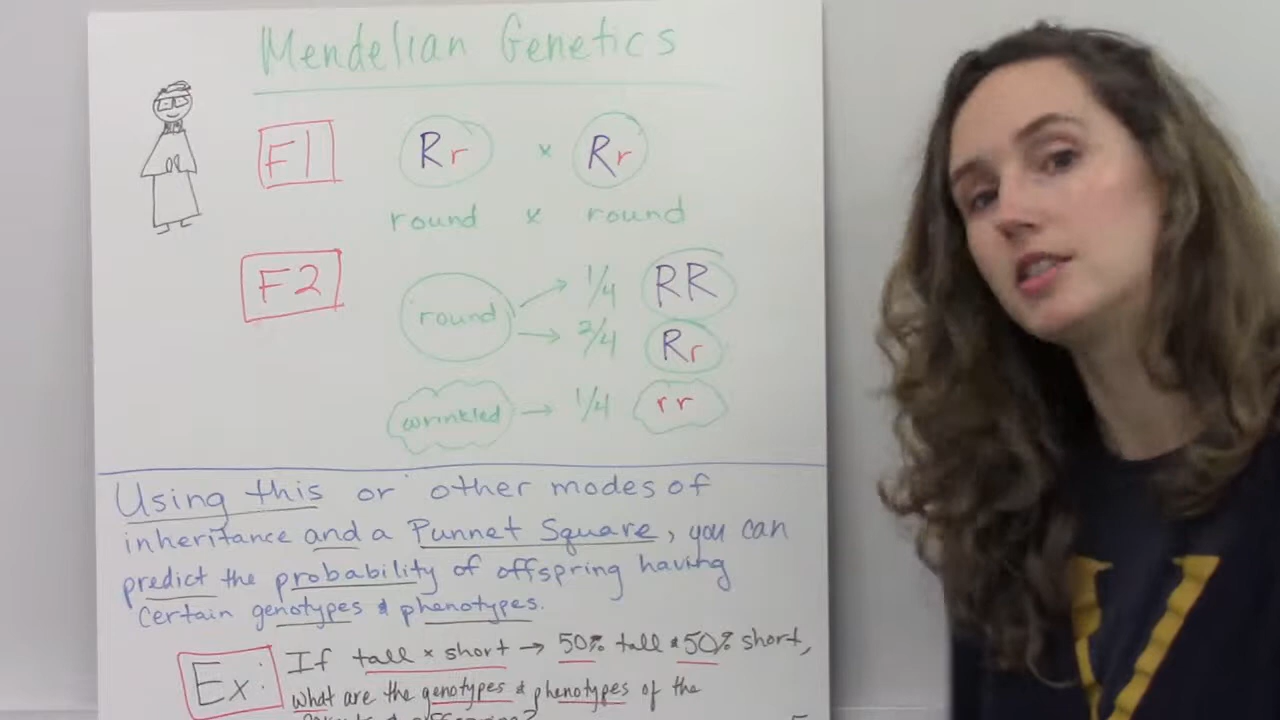 Mendelian Genetics
F1 Rr x Rr
round x round
F2 round → 1/4 RR
→ 2/4 Rr
wrinkled → 1/4 rr
Using this or other modes of
inheritance and a Punnet Square, you can
predict the probability of offspring having
certain genotypes & phenotypes.
Ex: If tall x short → 50% tall & 50% short,
what are the genotypes & phenotypes of the
V